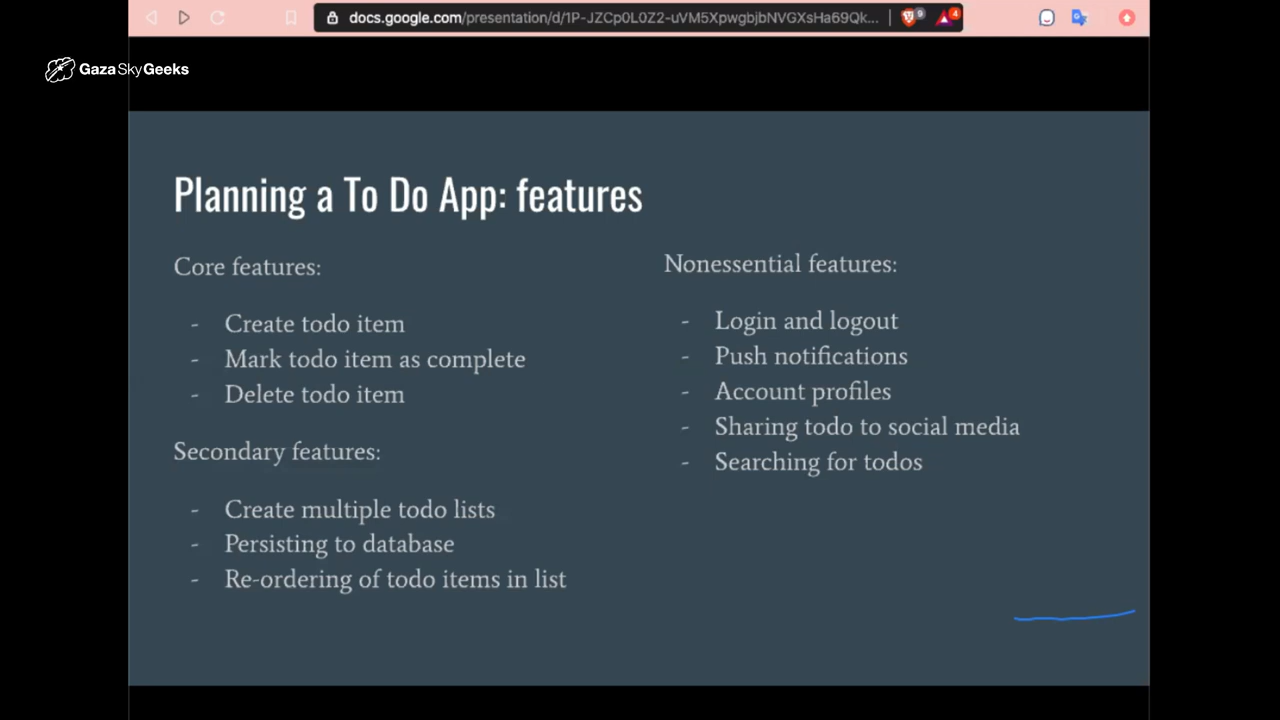 docs.google.com/presentation/d/1P-JZCp0L0Z2-uVM5XpwgbjbNVGXsHa69Qk...
9
4
GazaSkyGeeks
Planning a To Do App: features
Core features:
- Create todo item
- Mark todo item as complete
- Delete todo item
Secondary features:
- Create multiple todo lists
- Persisting to database
- Re-ordering of todo items in list
Nonessential features:
- Login and logout
- Push notifications
- Account profiles
- Sharing todo to social media
- Searching for todos